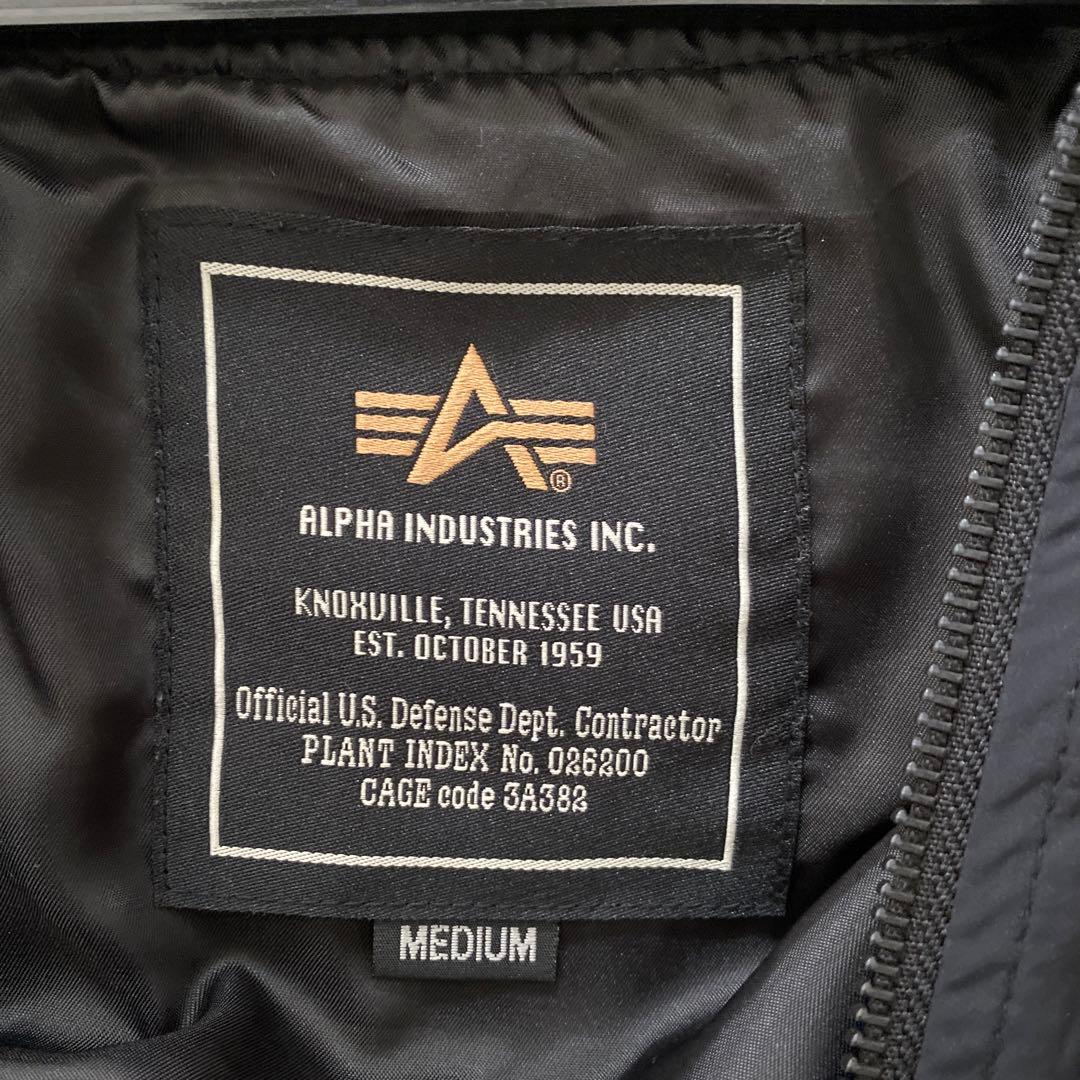 ®
ALPHA INDUSTRIES INC.
KNOXVILLE, TENNESSEE USA
EST. OCTOBER 1959
Official U.S. Defense Dept. Contractor
PLANT INDEX No. 026200
CAGE code 3A382
MEDIUM